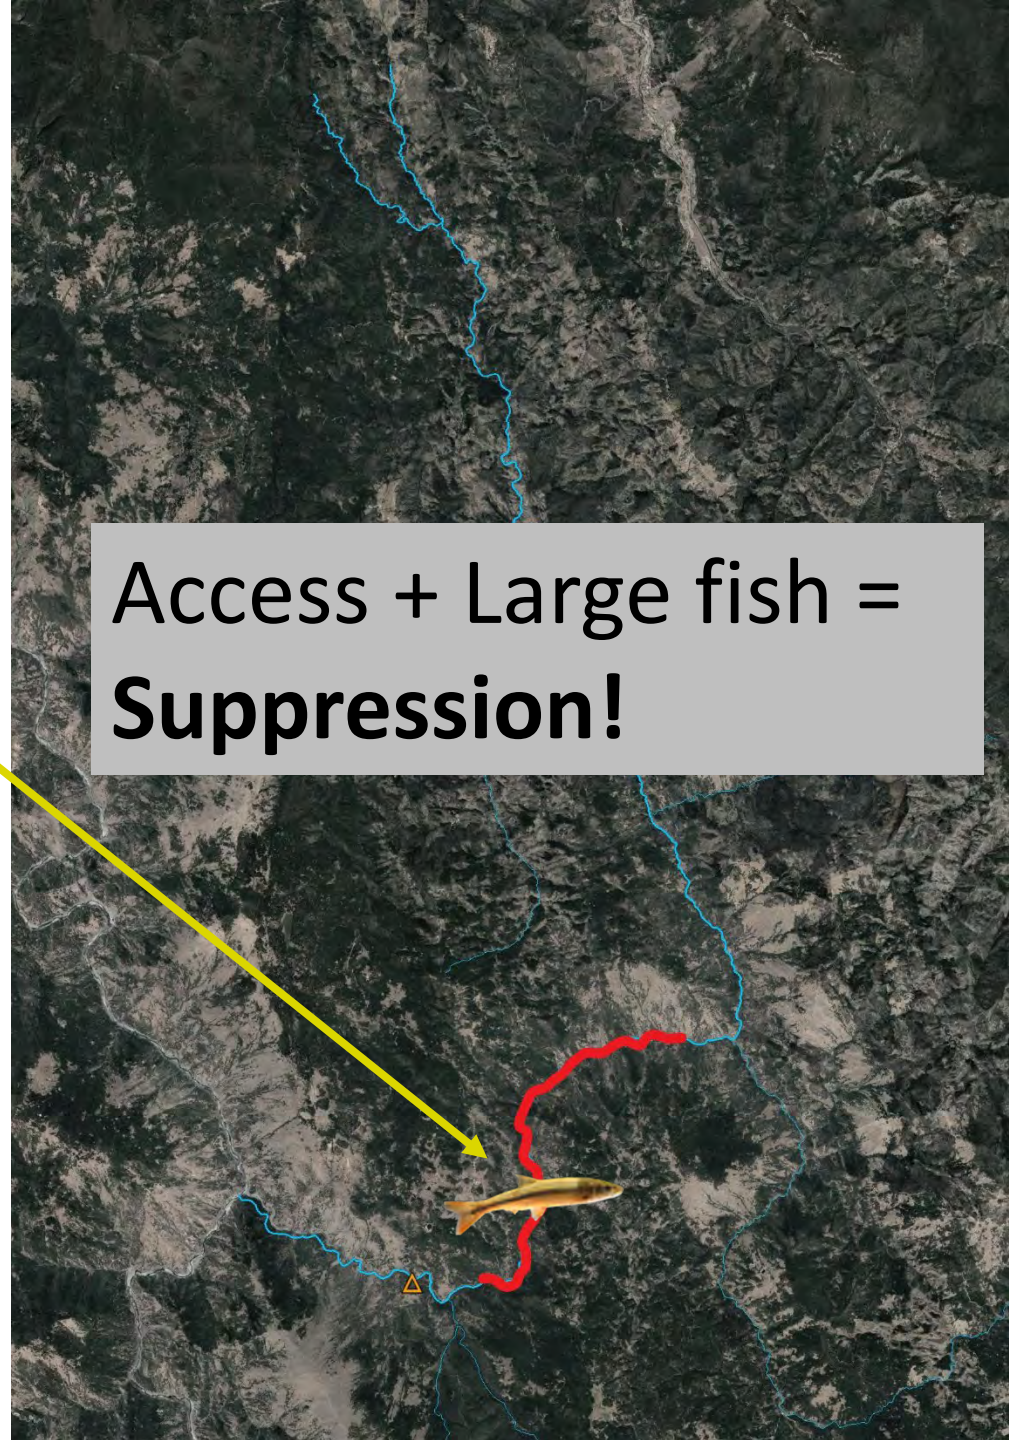 Access + Large fish =
Suppression!